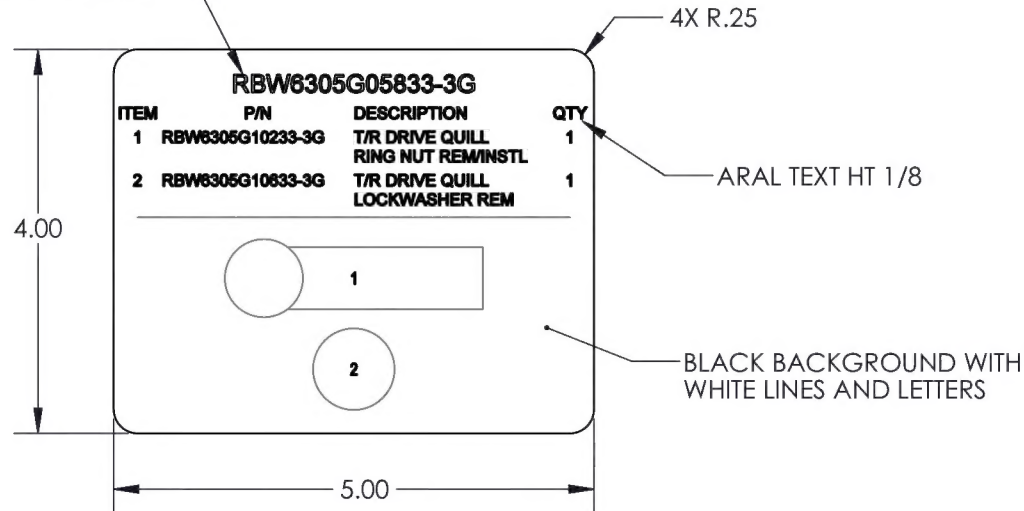 4X R.25
RBW6305G05833-3G
ITEM P/N DESCRIPTION QTY
1 RBW6305G10233-3G T/R DRIVE QUILL 1
RING NUT REM/INSTL
2 RBW6305G10633-3G T/R DRIVE QUILL 1
LOCKWASHER REM
ARAL TEXT HT 1/8
4.00
1
2
BLACK BACKGROUND WITH
WHITE LINES AND LETTERS
5.00